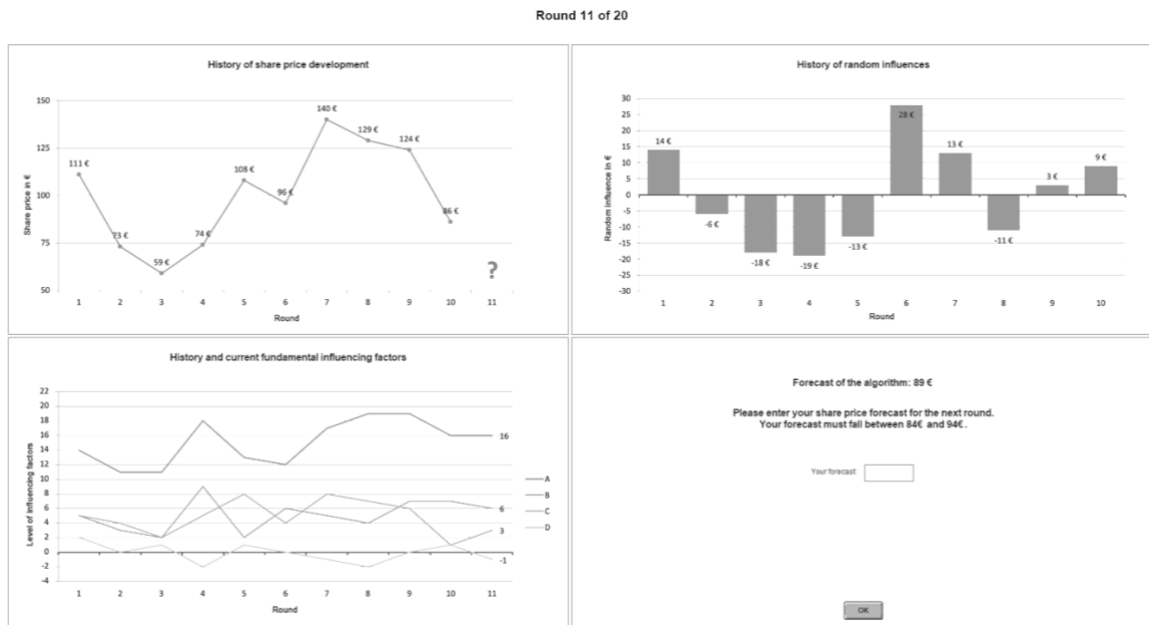 Round 11 of 20
History of share price development
150
125
100
75
50
Share price in €
111 €
73 €
59 €
74 €
108 €
96 €
140 €
129 €
124 €
86 €
?
1 2 3 4 5 6 7 8 9 10 11
Round
History of random influences
30
25
20
15
10
5
0
-5
-10
-15
-20
-25
-30
Random influence in €
14 €
-6 €
-18 €
-19 €
-13 €
28 €
13 €
-11 €
3 €
9 €
1 2 3 4 5 6 7 8 9 10
Round
History and current fundamental influencing factors
22
20
18
16
14
12
10
8
6
4
2
0
-2
-4
Level of influencing factors
16
6
3
-1
A
B
C
D
1 2 3 4 5 6 7 8 9 10 11
Round
Forecast of the algorithm: 89 €
Please enter your share price forecast for the next round.
Your forecast must fall between 84€ and 94€.
Your forecast
OK